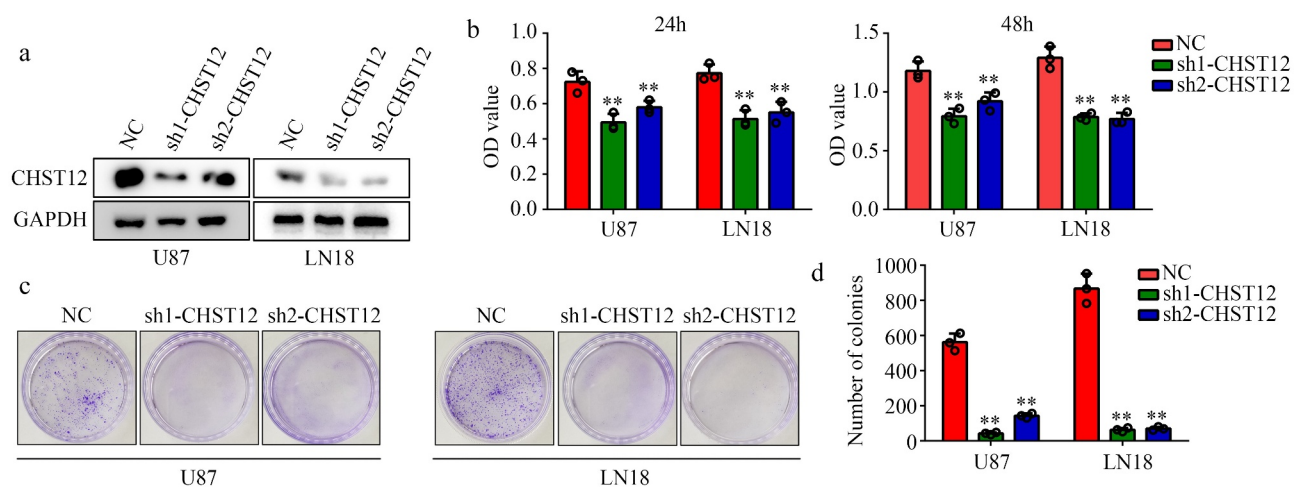 a
NC
sh1-CHST12
sh2-CHST12
NC
sh1-CHST12
sh2-CHST12
CHST12
GAPDH
U87
LN18
b
24h
OD value
1.0
0.8
0.6
0.4
0.2
0.0
**
**
**
**
U87
LN18
48h
OD value
1.5
1.0
0.5
0.0
**
**
**
**
U87
LN18
NC
sh1-CHST12
sh2-CHST12
c
NC
sh1-CHST12
sh2-CHST12
U87
NC
sh1-CHST12
sh2-CHST12
LN18
d
Number of colonies
1000
800
600
400
200
0
**
**
**
**
U87
LN18
NC
sh1-CHST12
sh2-CHST12